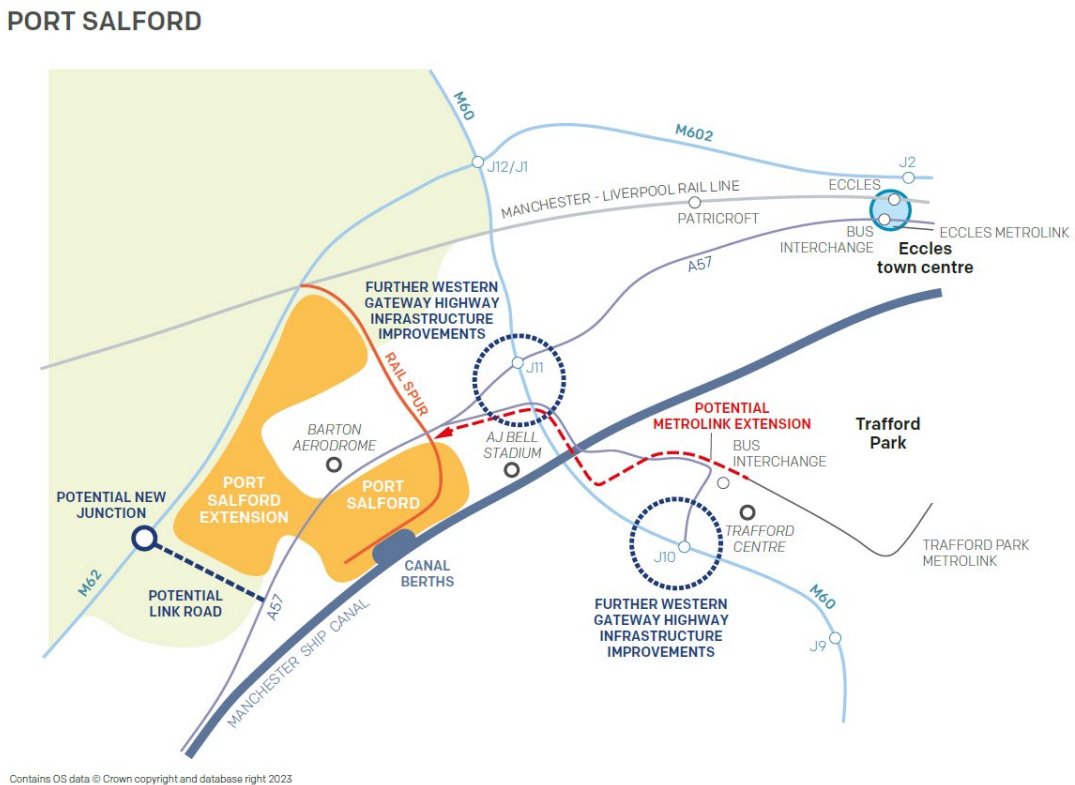 PORT SALFORD
M60
M602
J12/J1
J2
MANCHESTER - LIVERPOOL RAIL LINE
ECCLES
PATRICROFT
BUS
INTERCHANGE
ECCLES METROLINK
Eccles
town centre
A57
FURTHER WESTERN
GATEWAY HIGHWAY
INFRASTRUCTURE
IMPROVEMENTS
RAIL SPUR
J11
POTENTIAL
METROLINK EXTENSION
Trafford
Park
BARTON
AERODROME
AJ BELL
STADIUM
BUS
INTERCHANGE
PORT
SALFORD
EXTENSION
PORT
SALFORD
POTENTIAL NEW
JUNCTION
TRAFFORD
CENTRE
J10
TRAFFORD PARK
METROLINK
CANAL
BERTHS
M62
POTENTIAL
LINK ROAD
A57
MANCHESTER SHIP CANAL
FURTHER WESTERN
GATEWAY HIGHWAY
INFRASTRUCTURE
IMPROVEMENTS
M60
J9
Contains OS data © Crown copyright and database right 2023